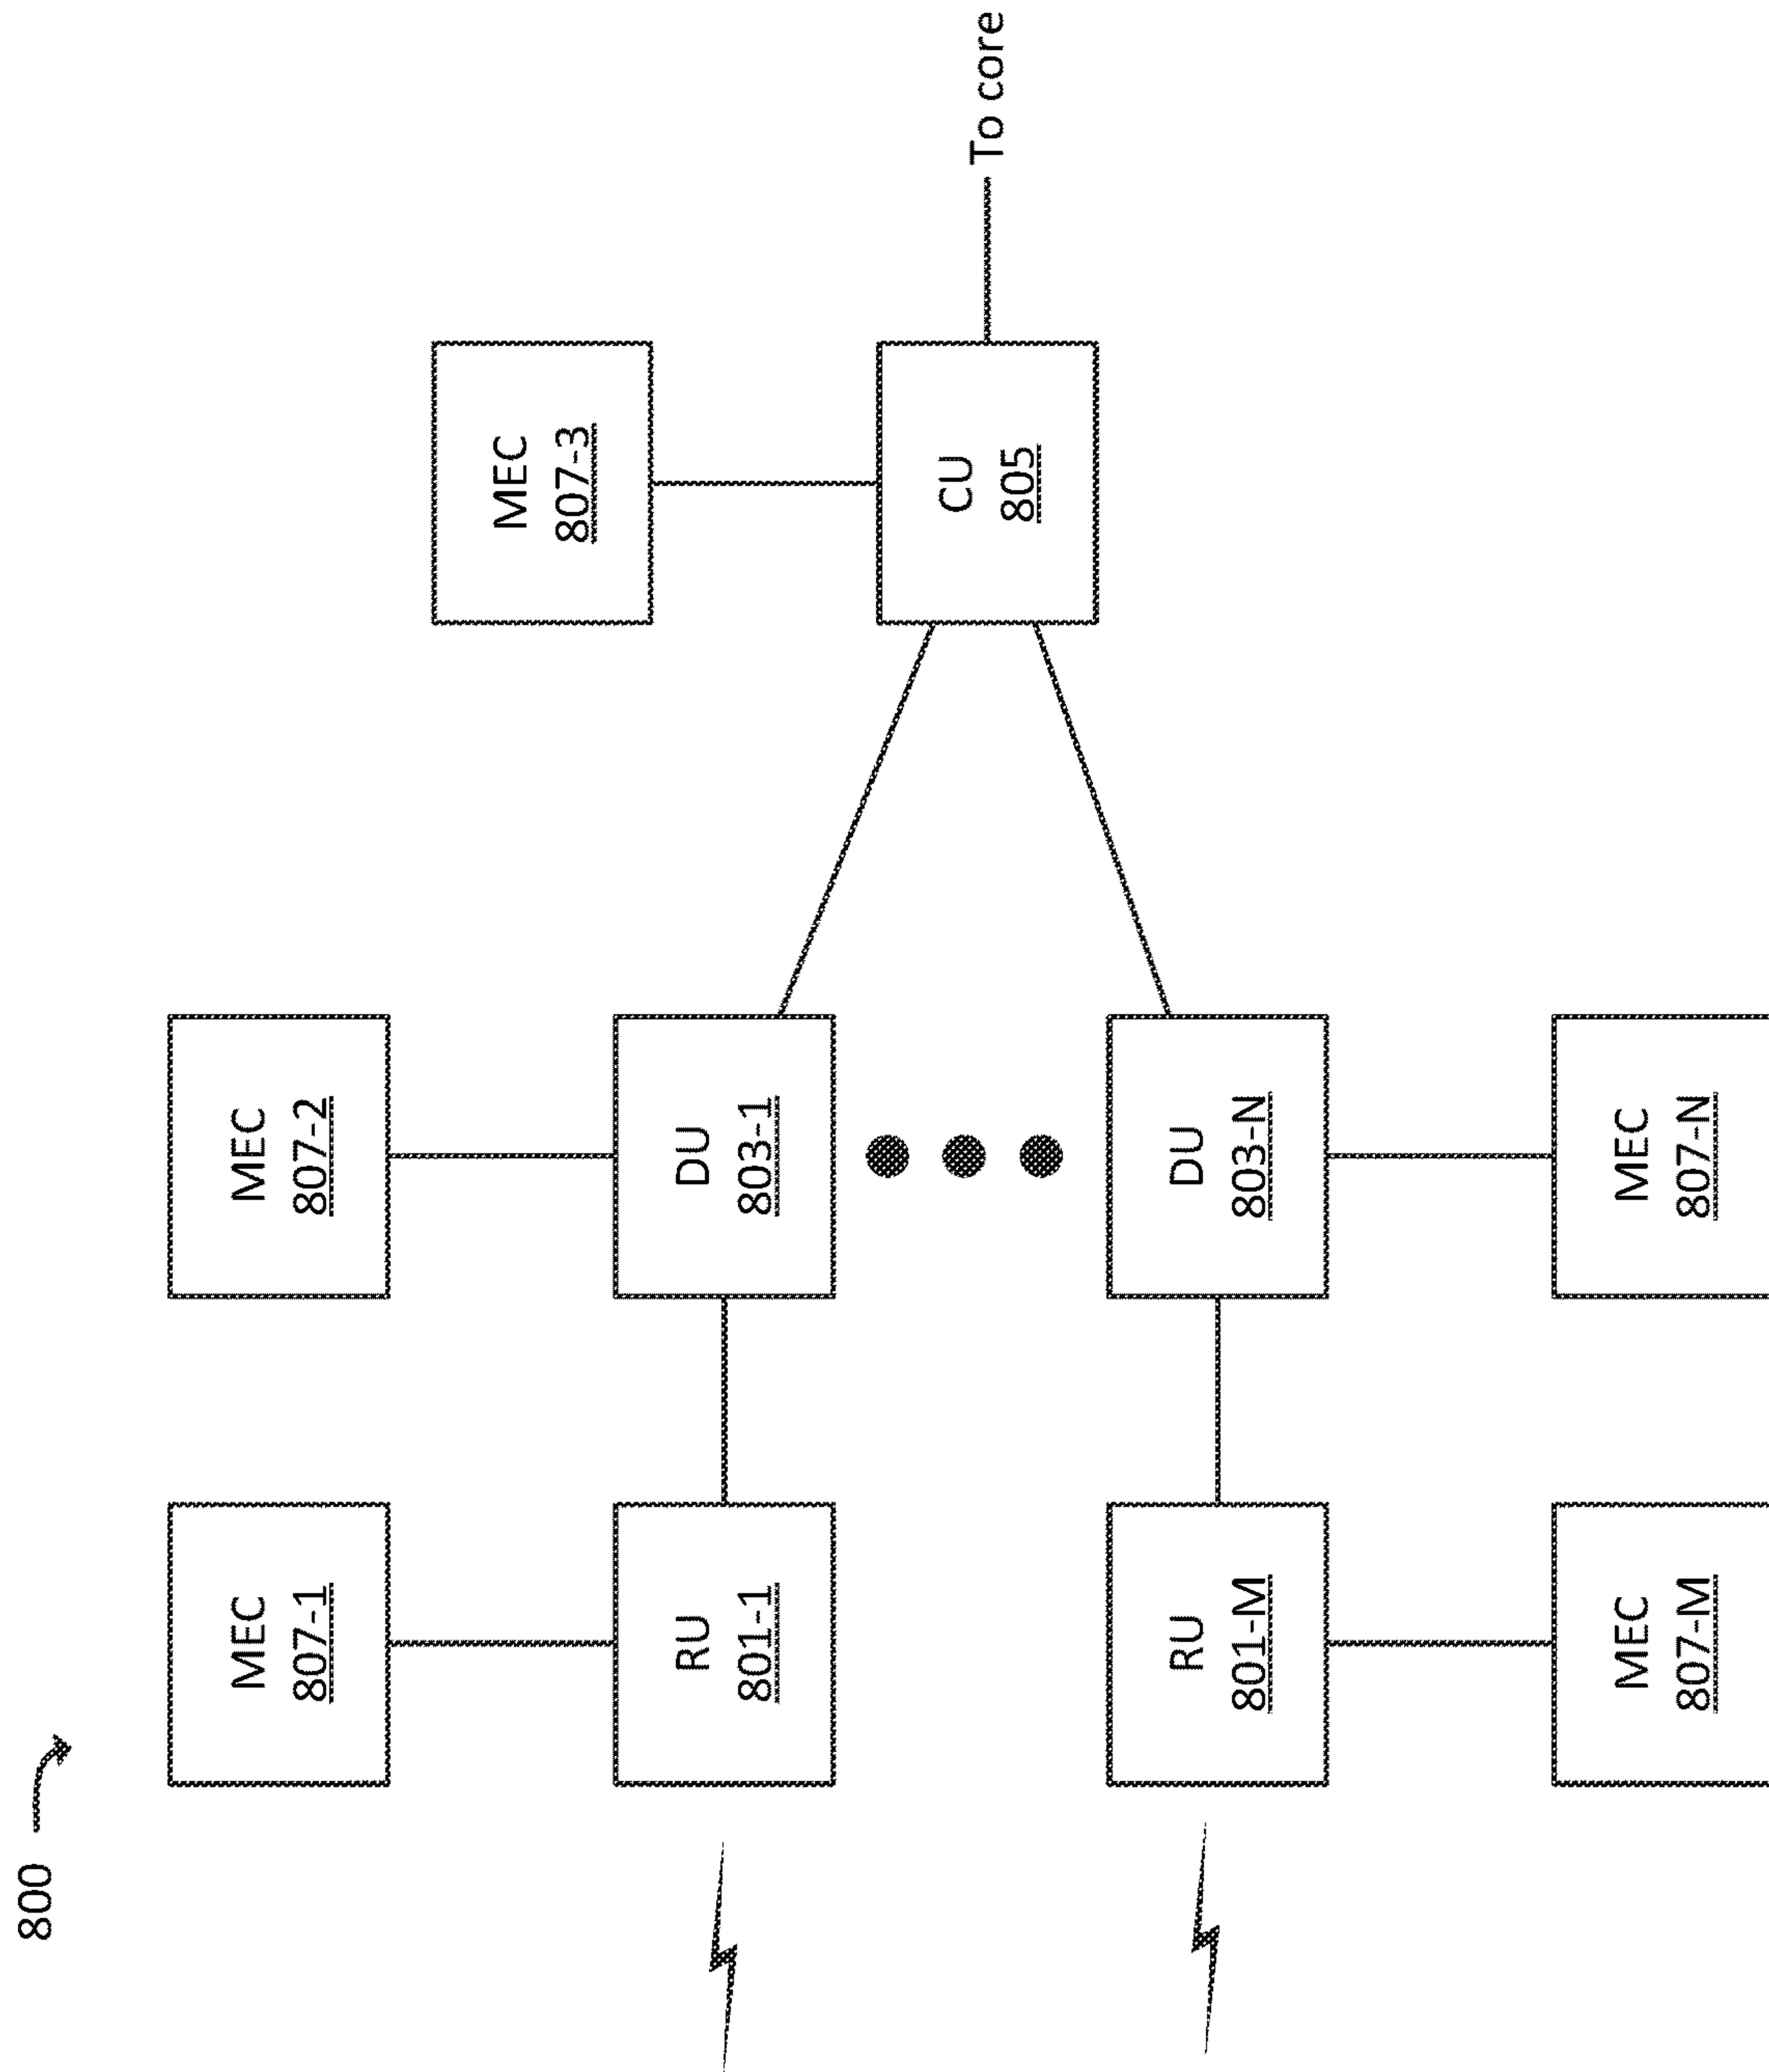 800
MEC
807-1
MEC
807-2
MEC
807-3
RU
801-1
DU
803-1
CU
805
To core
RU
801-M
DU
803-N
MEC
807-M
MEC
807-N